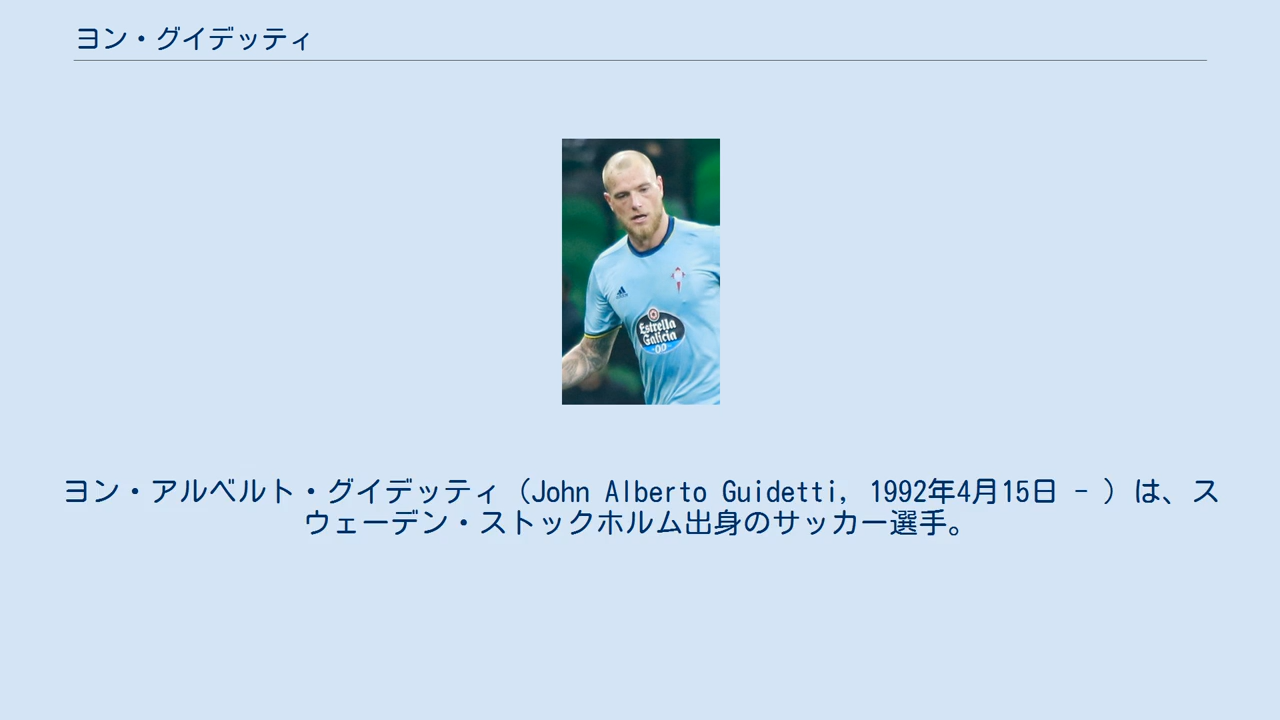 ヨン・グイデッティ
Estrella
Galicia
0,0
ヨン・アルベルト・グイデッティ（John Alberto Guidetti, 1992年4月15日 - ）は、ス
ウェーデン・ストックホルム出身のサッカー選手。